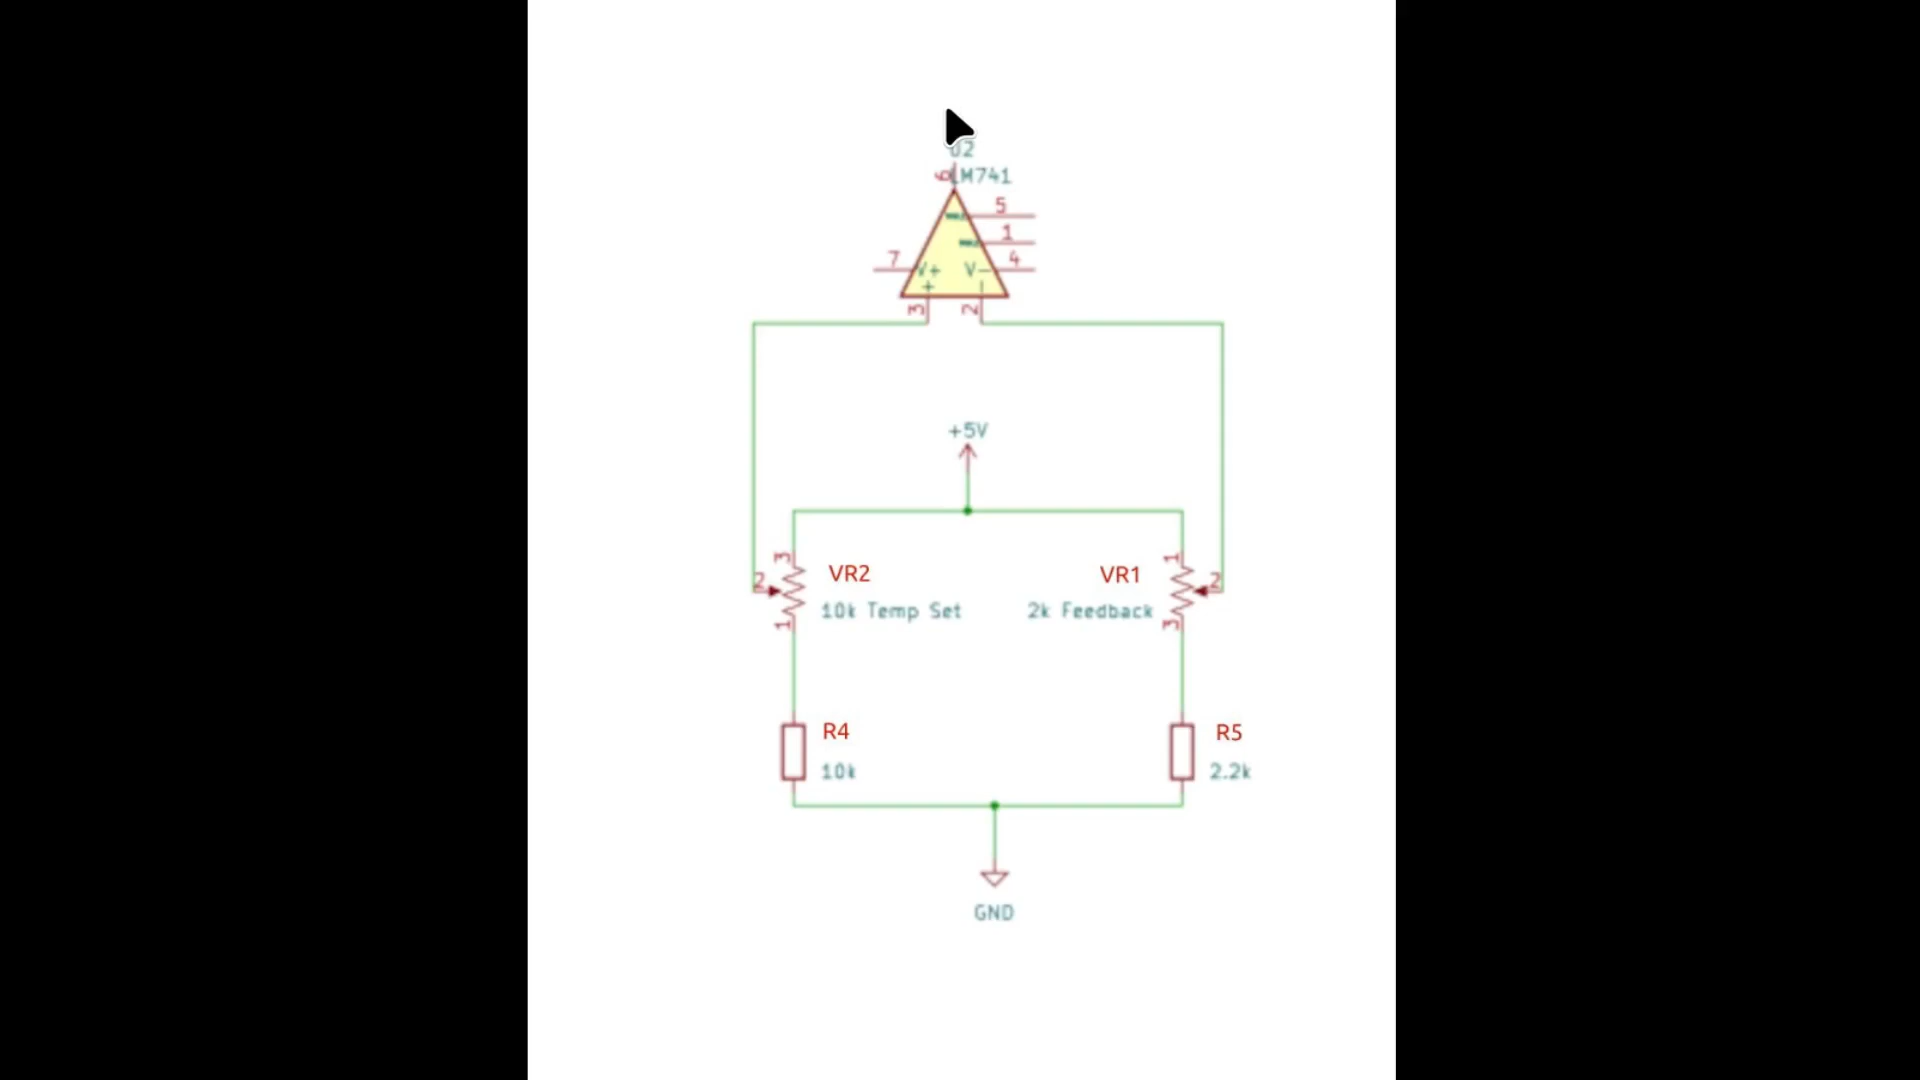 U2
6
LM741
5
1
7
4
V+ V-
+
3 2
+5V
3 1
VR2 VR1
2 2
10k Temp Set 2k Feedback
1 3
R4 R5
10k 2.2k
GND